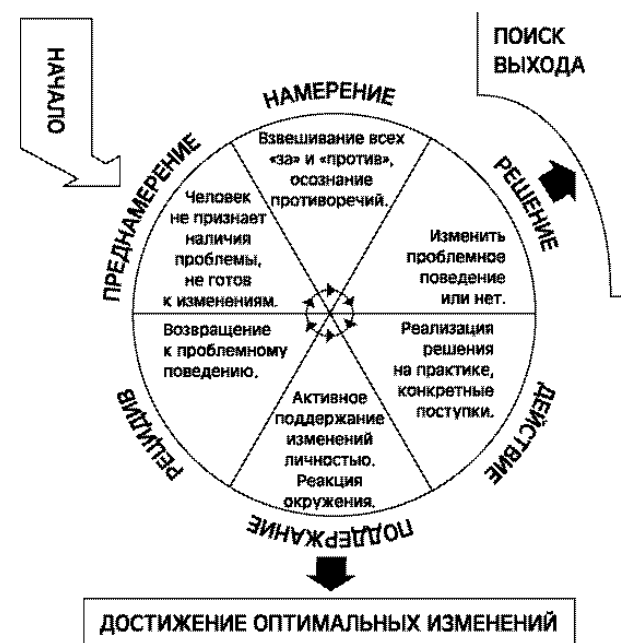 НАЧАЛО
ПОИСК
ВЫХОДА
НАМЕРЕНИЕ
Взвешивание всех
«за» и «против»,
осознание
противоречий.
РЕШЕНИЕ
Изменить
проблемное
поведение
или нет.
ДЕЙСТВИЕ
Реализация
решения
на практике,
конкретные
поступки.
ПОДДЕРЖАНИЕ
Активное
поддержание
изменений
личностью.
Реакция
окружения.
РЕЦИДИВ
Возвращение
к проблемному
поведению.
ПРЕДНАМЕРЕНИЕ
Человек
не признает
наличия
проблемы,
не готов
к изменениям.
ДОСТИЖЕНИЕ ОПТИМАЛЬНЫХ ИЗМЕНЕНИЙ